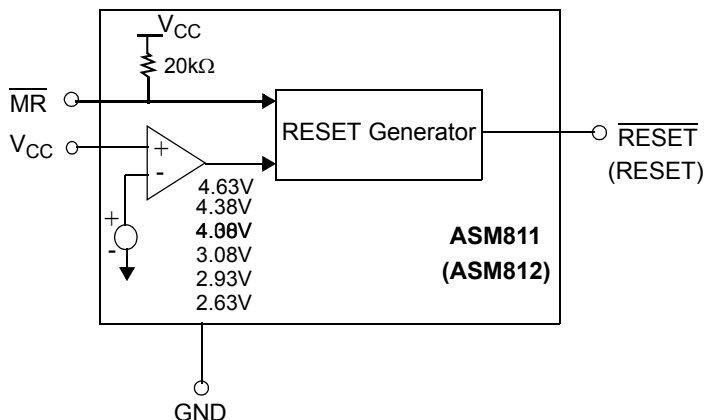 VCC
20kΩ
MR
VCC
+
-
RESET Generator
RESET
(RESET)
4.63V
4.38V
3.08V
2.93V
2.63V
+
-
ASM811
(ASM812)
GND